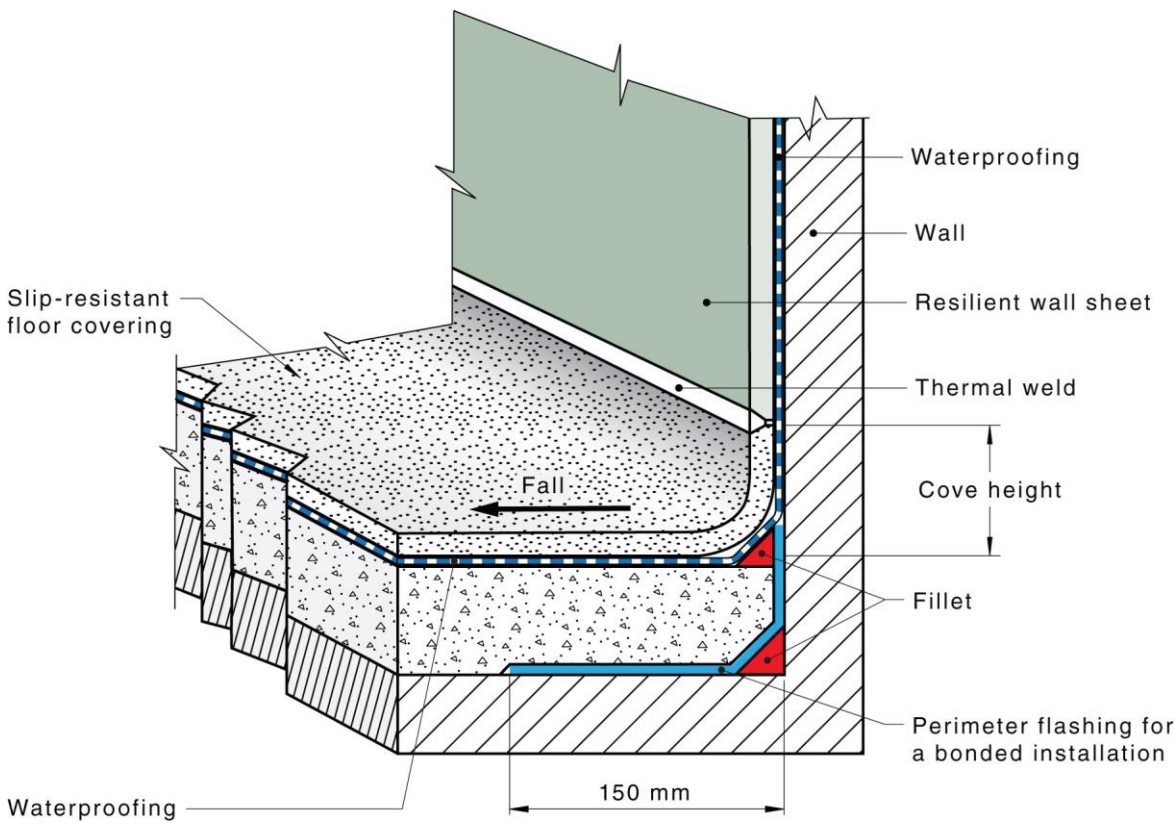 Waterproofing
Wall
Resilient wall sheet
Slip-resistant
floor covering
Thermal weld
Fall
Cove height
Fillet
Perimeter flashing for
a bonded installation
150 mm
Waterproofing